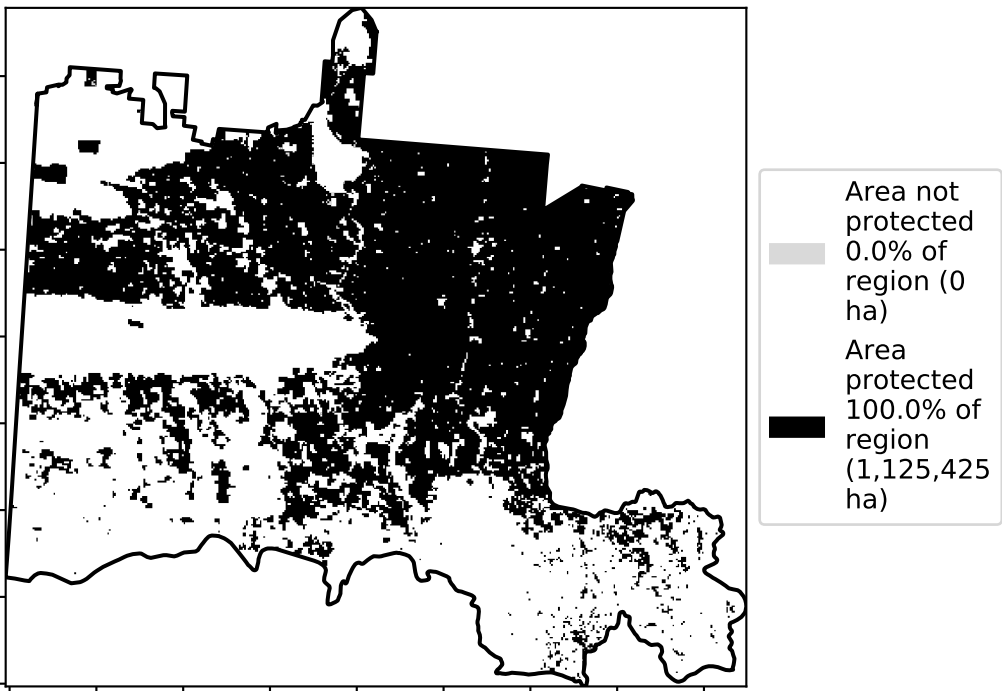 Area not
protected
0.0% of
region (0
ha)
Area
protected
100.0% of
region
(1,125,425
ha)